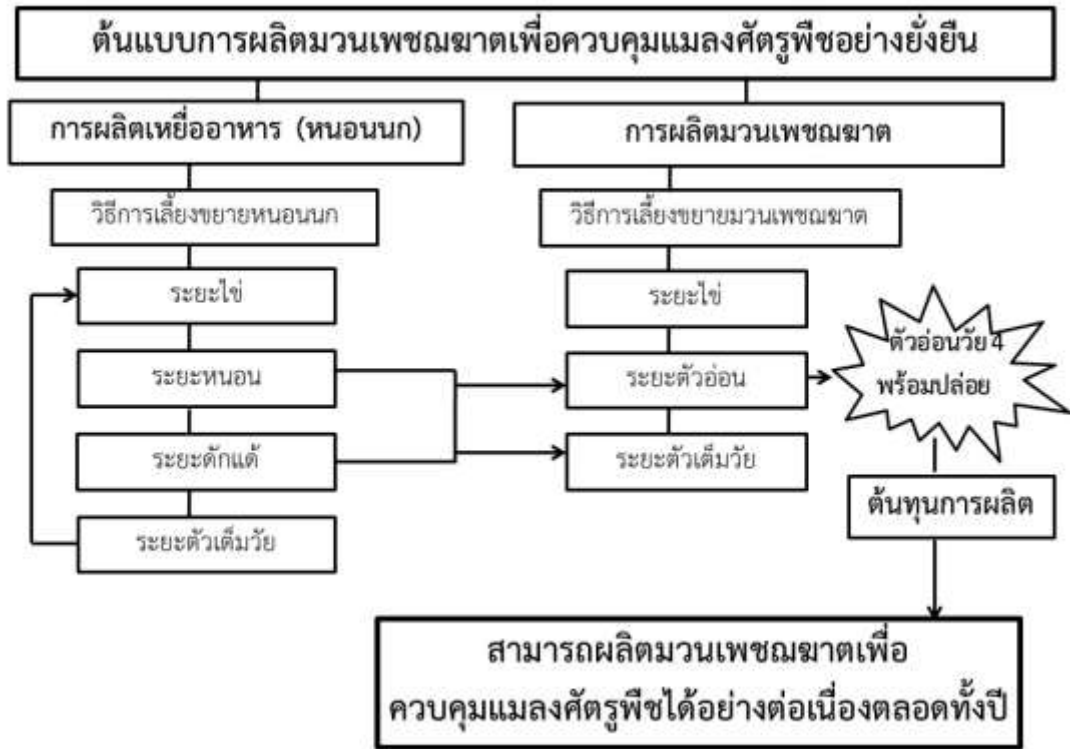 ต้นแบบการผลิตมวนเพชฌฆาตเพื่อควบคุมแมลงศัตรูพืชอย่างยั่งยืน
การผลิตเหยื่ออาหาร (หนอนนก)
วิธีการเลี้ยงขยายหนอนนก
ระยะไข่
ระยะหนอน
ระยะดักแด้
ระยะตัวเต็มวัย
การผลิตมวนเพชฌฆาต
วิธีการเลี้ยงขยายมวนเพชฌฆาต
ระยะไข่
ระยะตัวอ่อน
ระยะตัวเต็มวัย
ตัวอ่อนวัย 4
พร้อมปล่อย
ต้นทุนการผลิต
สามารถผลิตมวนเพชฌฆาตเพื่อ
ควบคุมแมลงศัตรูพืชได้อย่างต่อเนื่องตลอดทั้งปี